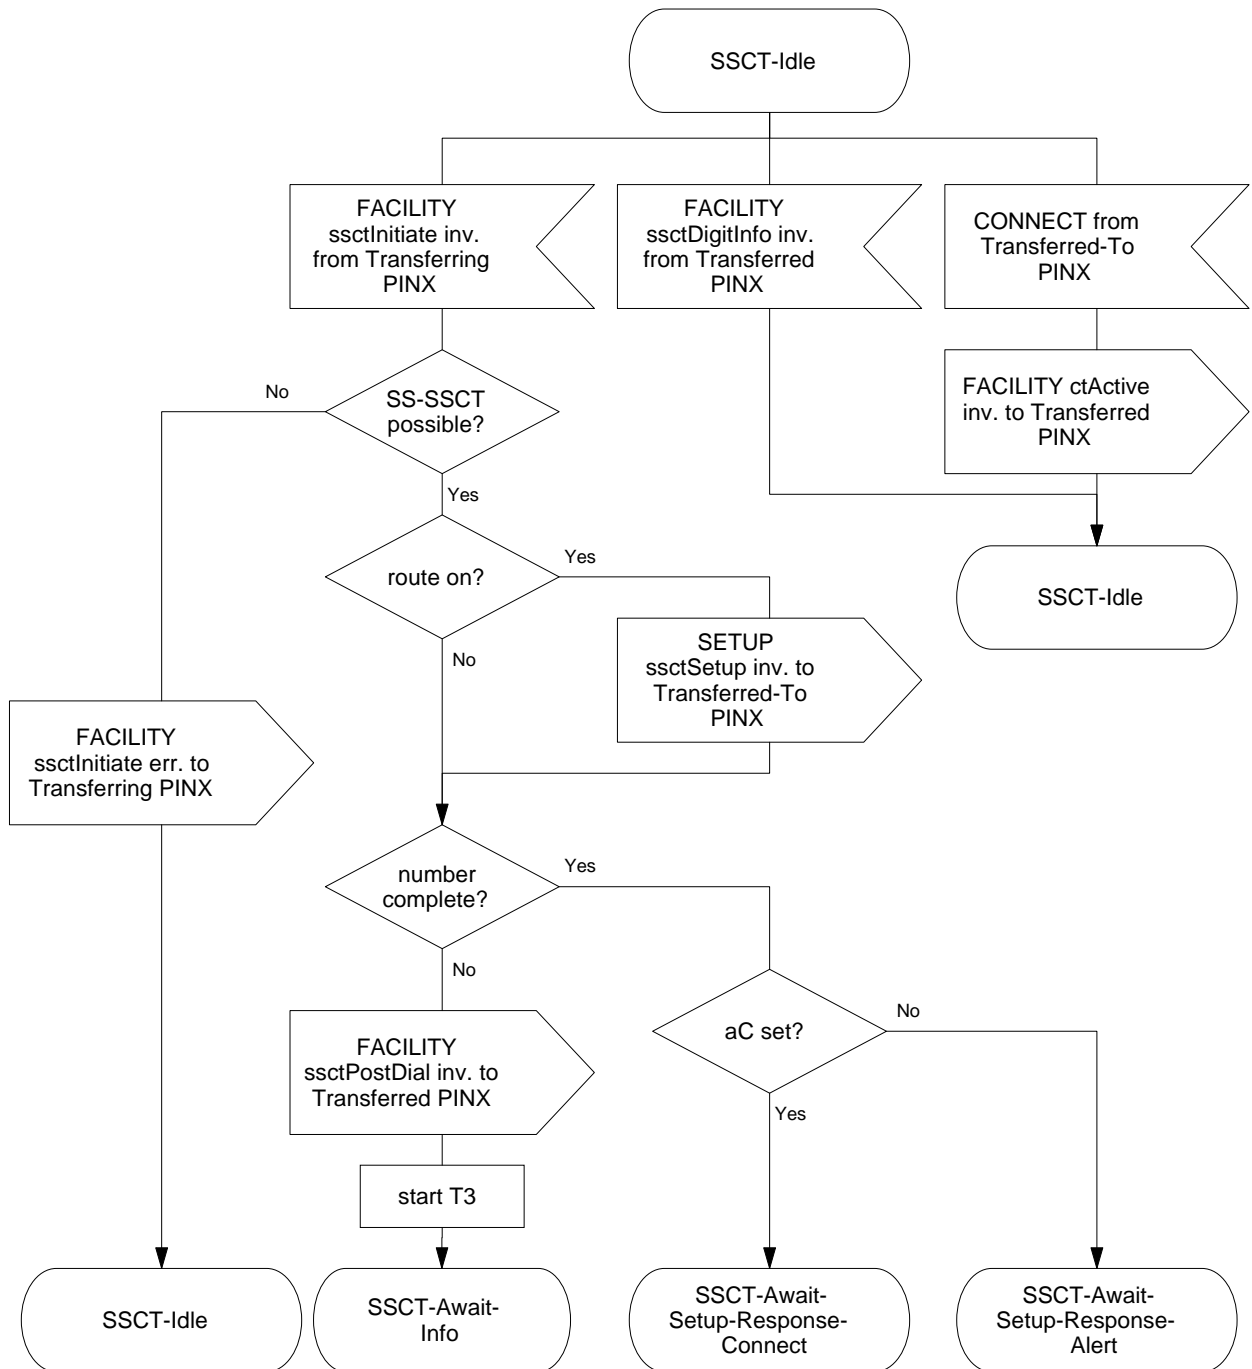 SSCT-Idle
FACILITY
ssctInitiate inv.
from Transferring
PINX
FACILITY
ssctDigitInfo inv.
from Transferred
PINX
CONNECT from
Transferred-To
PINX
No
SS-SSCT
possible?
FACILITY ctActive
inv. to Transferred
PINX
Yes
route on?
Yes
SSCT-Idle
No
SETUP
ssctSetup inv. to
Transferred-To
PINX
FACILITY
ssctInitiate err. to
Transferring PINX
number
complete?
Yes
No
aC set?
No
FACILITY
ssctPostDial inv. to
Transferred PINX
Yes
start T3
SSCT-Idle
SSCT-Await-
Info
SSCT-Await-
Setup-Response-
Connect
SSCT-Await-
Setup-Response-
Alert